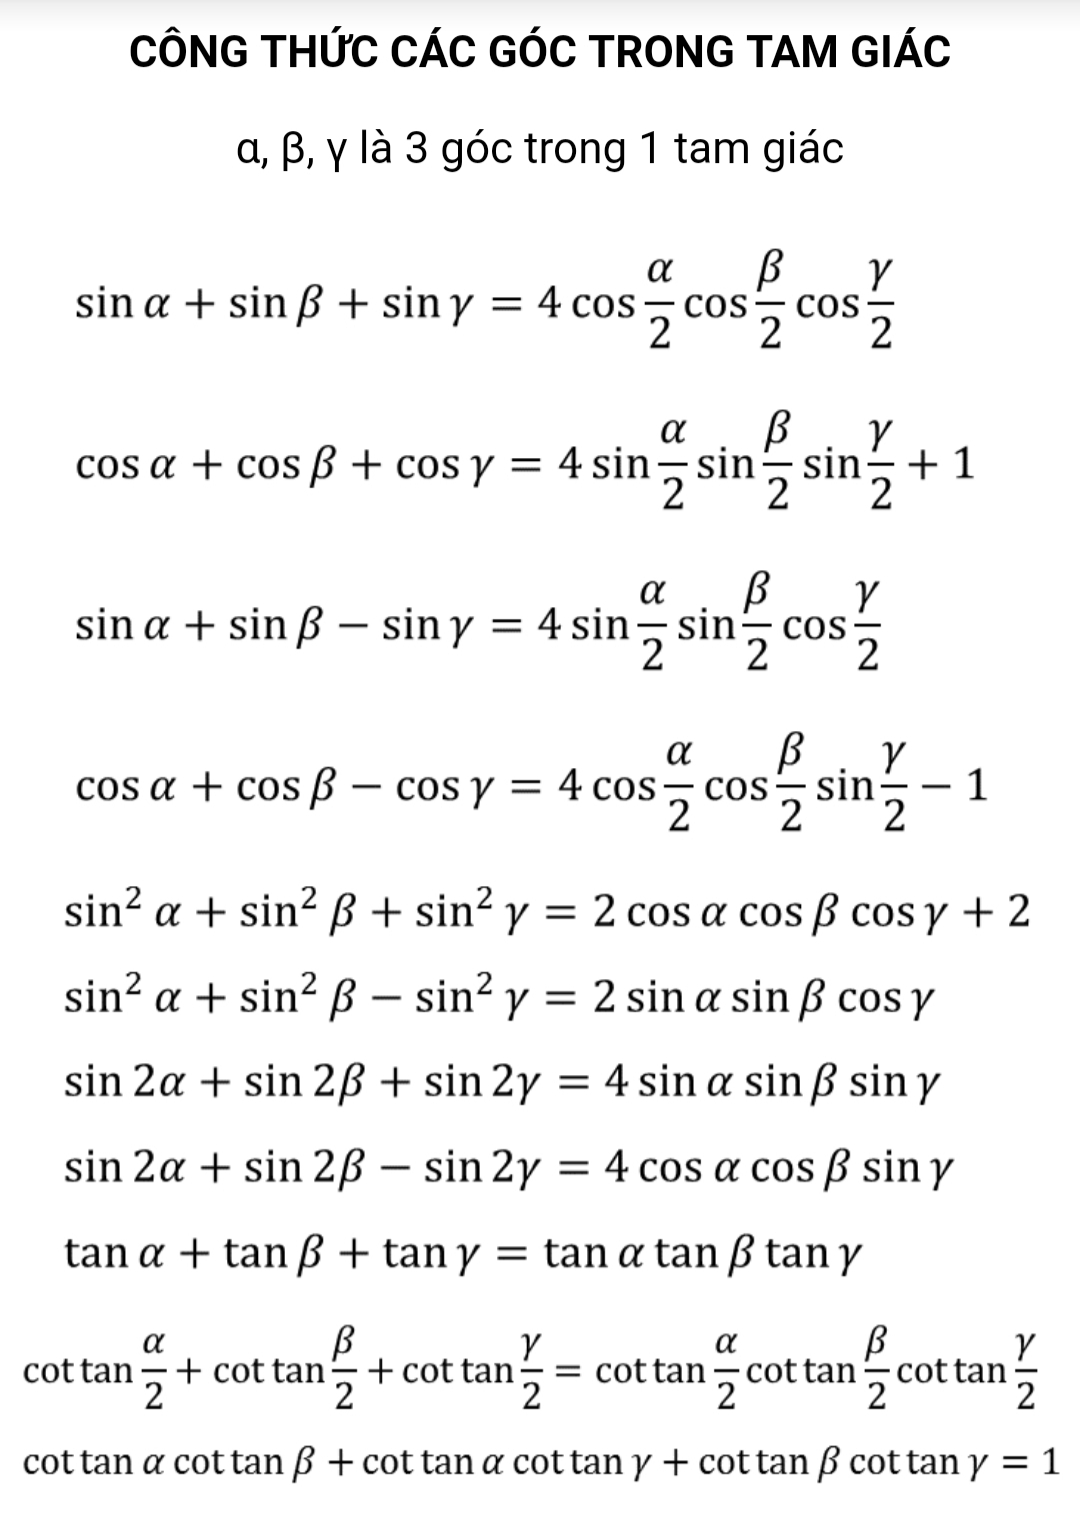 CÔNG THỨC CÁC GÓC TRONG TAM GIÁC
α, β, γ là 3 góc trong 1 tam giác
sin α + sin β + sin γ = 4 cos α/2 cos β/2 cos γ/2
cos α + cos β + cos γ = 4 sin α/2 sin β/2 sin γ/2 + 1
sin α + sin β − sin γ = 4 sin α/2 sin β/2 cos γ/2
cos α + cos β − cos γ = 4 cos α/2 cos β/2 sin γ/2 − 1
sin² α + sin² β + sin² γ = 2 cos α cos β cos γ + 2
sin² α + sin² β − sin² γ = 2 sin α sin β cos γ
sin 2α + sin 2β + sin 2γ = 4 sin α sin β sin γ
sin 2α + sin 2β − sin 2γ = 4 cos α cos β sin γ
tan α + tan β + tan γ = tan α tan β tan γ
cot tan α/2 + cot tan β/2 + cot tan γ/2 = cot tan α/2 cot tan β/2 cot tan γ/2
cot tan α cot tan β + cot tan α cot tan γ + cot tan β cot tan γ = 1